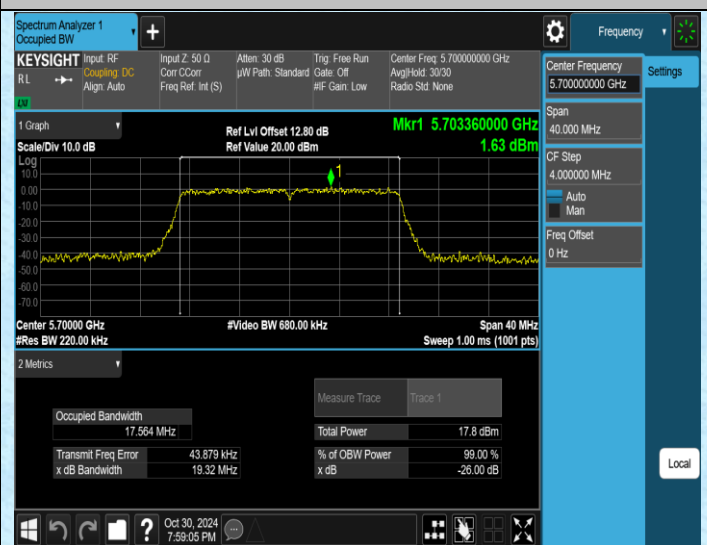 Spectrum Analyzer 1
Occupied BW
Frequency
KEYSIGHT
Input: RF
Coupling: DC
Align: Auto
Input Z: 50 Ω
Corr CCorr
Freq Ref: Int (S)
Atten: 30 dB
µW Path: Standard
Trig: Free Run
Gate: Off
#IF Gain: Low
Center Freq: 5.700000000 GHz
Avg|Hold: 30/30
Radio Std: None
RL
LXI
Center Frequency
5.700000000 GHz
Settings
Span
40.000 MHz
CF Step
4.000000 MHz
Auto
Man
Freq Offset
0 Hz
1 Graph
Ref Lvl Offset 12.80 dB
Mkr1 5.703360000 GHz
Scale/Div 10.0 dB
Ref Value 20.00 dBm
1.63 dBm
Log
10.0
0.00
-10.0
-20.0
-30.0
-40.0
-50.0
-60.0
-70.0
1
Center 5.70000 GHz
#Video BW 680.00 kHz
Span 40 MHz
#Res BW 220.00 kHz
Sweep 1.00 ms (1001 pts)
2 Metrics
Measure Trace
Trace 1
Occupied Bandwidth
17.564 MHz
Total Power
17.8 dBm
Transmit Freq Error
43.879 kHz
% of OBW Power
99.00 %
x dB Bandwidth
19.32 MHz
x dB
-26.00 dB
Local
?
Oct 30, 2024
7:59:05 PM